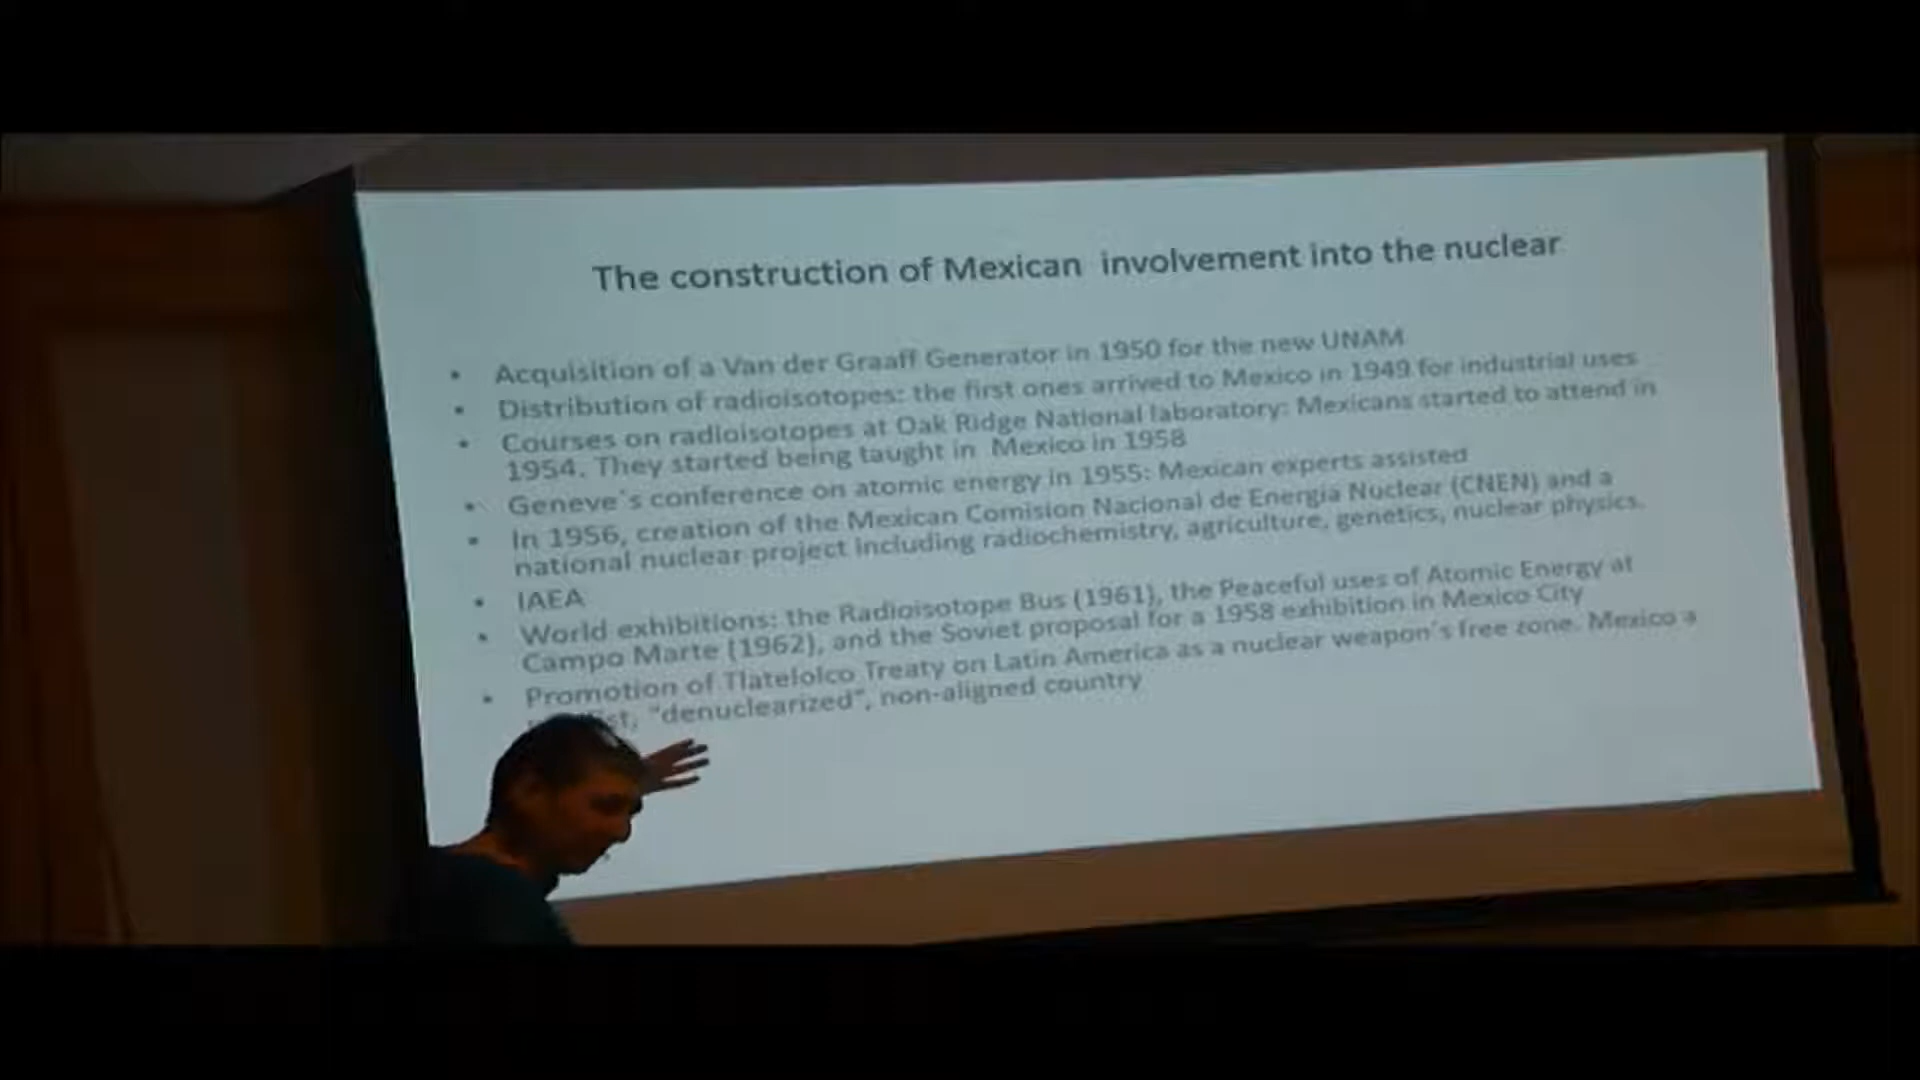 The construction of Mexican involvement into the nuclear
• Acquisition of a Van der Graaff Generator in 1950 for the new UNAM
• Distribution of radioisotopes: the first ones arrived to Mexico in 1949 for industrial uses
• Courses on radioisotopes at Oak Ridge National laboratory: Mexicans started to attend in
1954. They started being taught in Mexico in 1958
• Geneve´s conference on atomic energy in 1955: Mexican experts assisted
• In 1956, creation of the Mexican Comision Nacional de Energia Nuclear (CNEN) and a
national nuclear project including radiochemistry, agriculture, genetics, nuclear physics.
• IAEA
• World exhibitions: the Radioisotope Bus (1961), the Peaceful uses of Atomic Energy at
Campo Marte (1962), and the Soviet proposal for a 1958 exhibition in Mexico City
• Promotion of Tlatelolco Treaty on Latin America as a nuclear weapon´s free zone. Mexico a
"denuclearized", non-aligned country